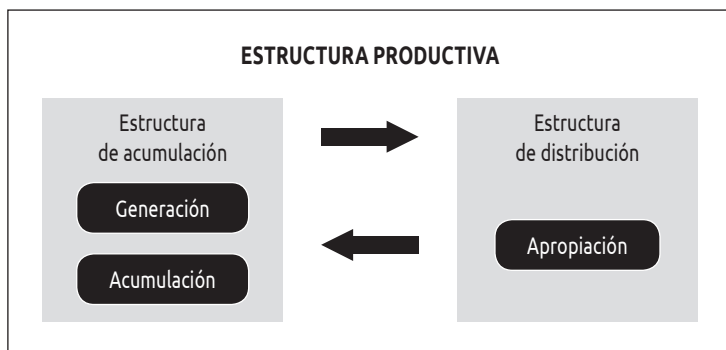 ESTRUCTURA PRODUCTIVA
Estructura
de acumulación
Generación
Acumulación
Estructura
de distribución
Apropiación